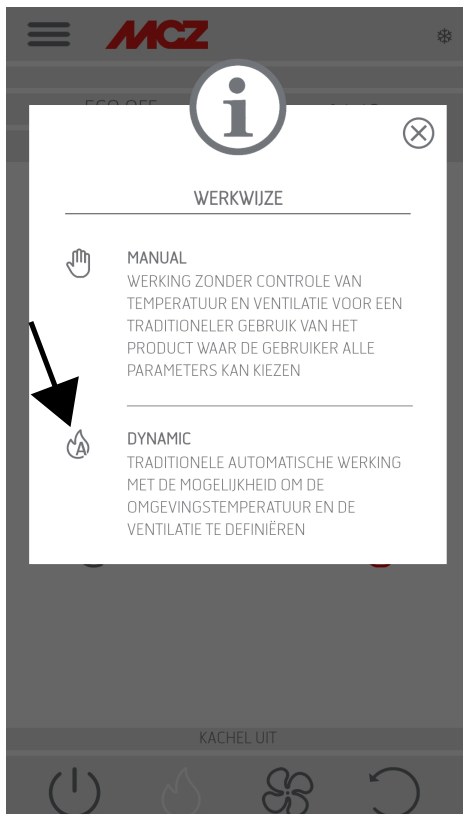 MCZ
ECO OFF
i
WERKWIJZE
MANUAL
WERKING ZONDER CONTROLE VAN
TEMPERATUUR EN VENTILATIE VOOR EEN
TRADITIONELER GEBRUIK VAN HET
PRODUCT WAAR DE GEBRUIKER ALLE
PARAMETERS KAN KIEZEN
A
DYNAMIC
TRADITIONELE AUTOMATISCHE WERKING
MET DE MOGELIJKHEID OM DE
OMGEVINGSTEMPERATUUR EN DE
VENTILATIE TE DEFINIËREN
KACHEL UIT